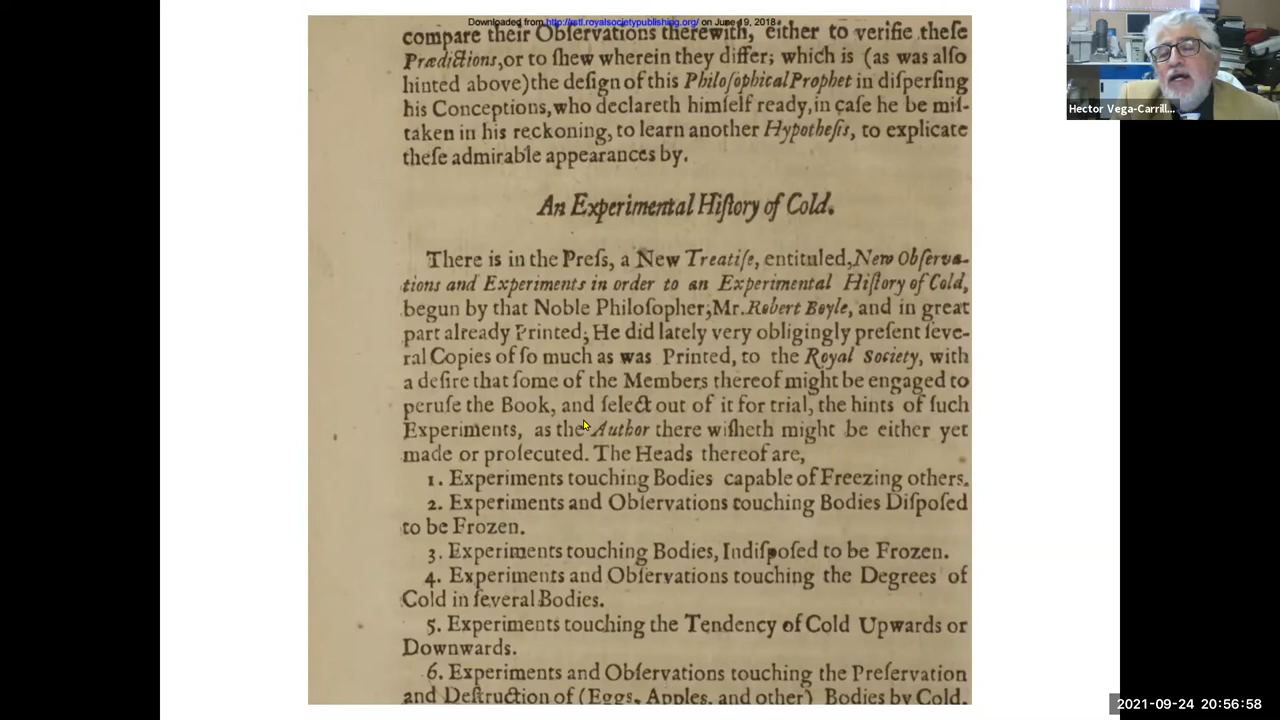 Downloaded from http://rstl.royalsocietypublishing.org/ on June 19, 2018
compare their Obſervations therewith, either to verifie theſe
Prædictions, or to ſhew wherein they differ; which is (as was alſo
hinted above) the deſign of this Philoſophical Prophet in diſperſing
his Conceptions, who declareth himſelf ready, in caſe he be miſ-
taken in his reckoning, to learn another Hypotheſis, to explicate
theſe admirable appearances by.
An Experimental Hiſtory of Cold.
There is in the Preſs, a New Treatiſe, entituled, New Obſerva-
tions and Experiments in order to an Experimental Hiſtory of Cold,
begun by that Noble Philoſopher, Mr. Robert Boyle, and in great
part already Printed; He did lately very obligingly preſent ſeve-
ral Copies of ſo much as was Printed, to the Royal Society, with
a deſire that ſome of the Members thereof might be engaged to
peruſe the Book, and ſelect out of it for trial, the hints of ſuch
Experiments, as the Author there wiſheth might be either yet
made or proſecuted. The Heads thereof are,
1. Experiments touching Bodies capable of Freezing others.
2. Experiments and Obſervations touching Bodies Diſpoſed
to be Frozen.
3. Experiments touching Bodies, Indiſpoſed to be Frozen.
4. Experiments and Obſervations touching the Degrees of
Cold in ſeveral Bodies.
5. Experiments touching the Tendency of Cold Upwards or
Downwards.
6. Experiments and Obſervations touching the Preſervation
and Deſtruction of (Eggs, Apples, and other) Bodies by Cold.
Hector Vega-Carrill...
2021-09-24 20:56:58